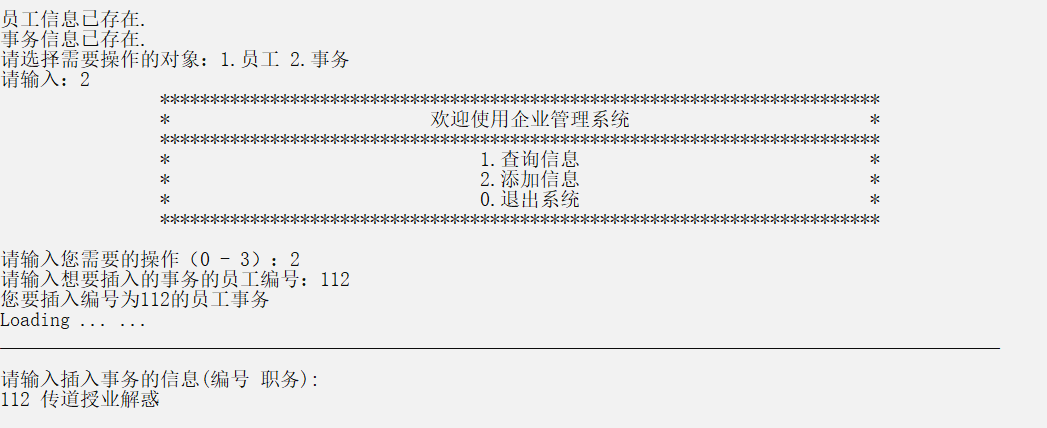 员工信息已存在.
事务信息已存在.
请选择需要操作的对象: 1.员工 2.事务
请输入: 2
************************************************************************
* 欢迎使用企业管理系统 *
************************************************************************
* 1.查询信息 *
* 2.添加信息 *
* 0.退出系统 *
************************************************************************
请输入您需要的操作（0 - 3）: 2
请输入想要插入的事务的员工编号: 112
您要插入编号为112的员工事务
Loading ... ...
请输入插入事务的信息(编号 职务):
112 传道授业解惑